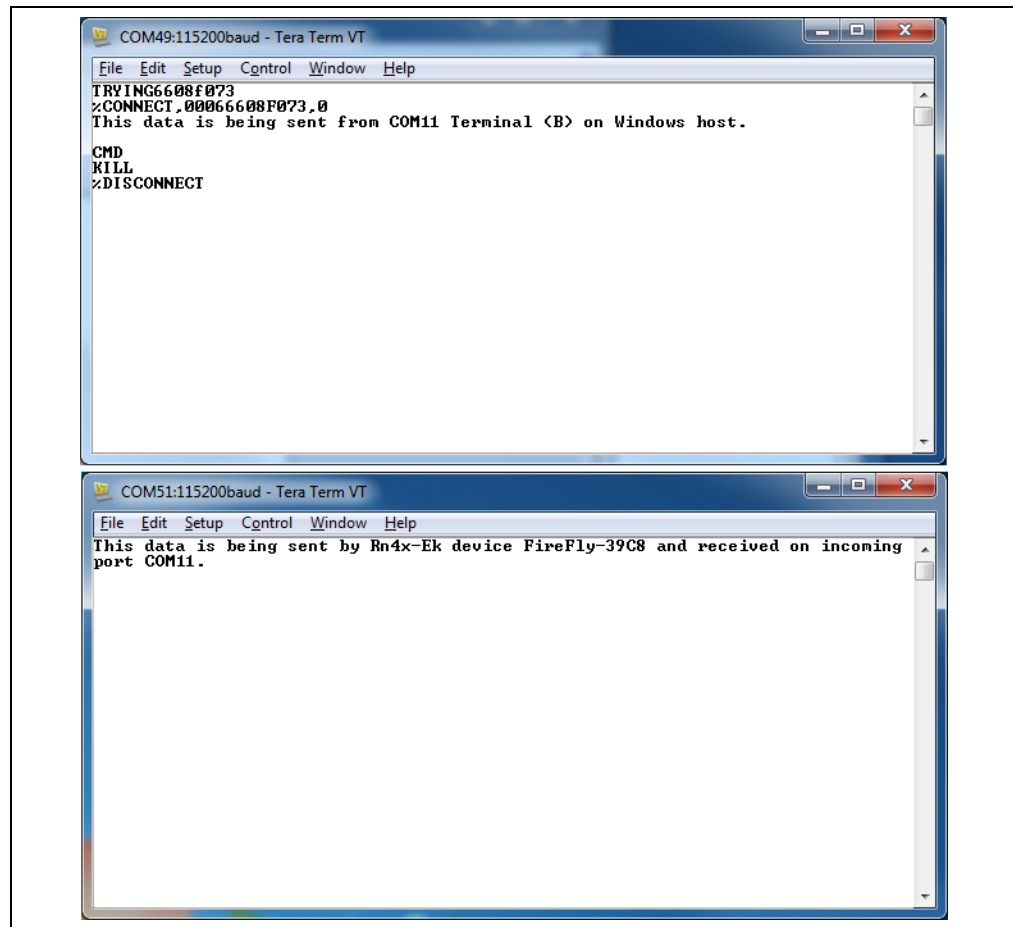 COM49:115200baud - Tera Term VT
File Edit Setup Control Window Help
TRYING6608f073
%CONNECT,00066608F073,0
This data is being sent from COM11 Terminal (B) on Windows host.
CMD
KILL
%DISCONNECT
COM51:115200baud - Tera Term VT
File Edit Setup Control Window Help
This data is being sent by Rn4x-Ek device FireFly-39C8 and received on incoming
port COM11.